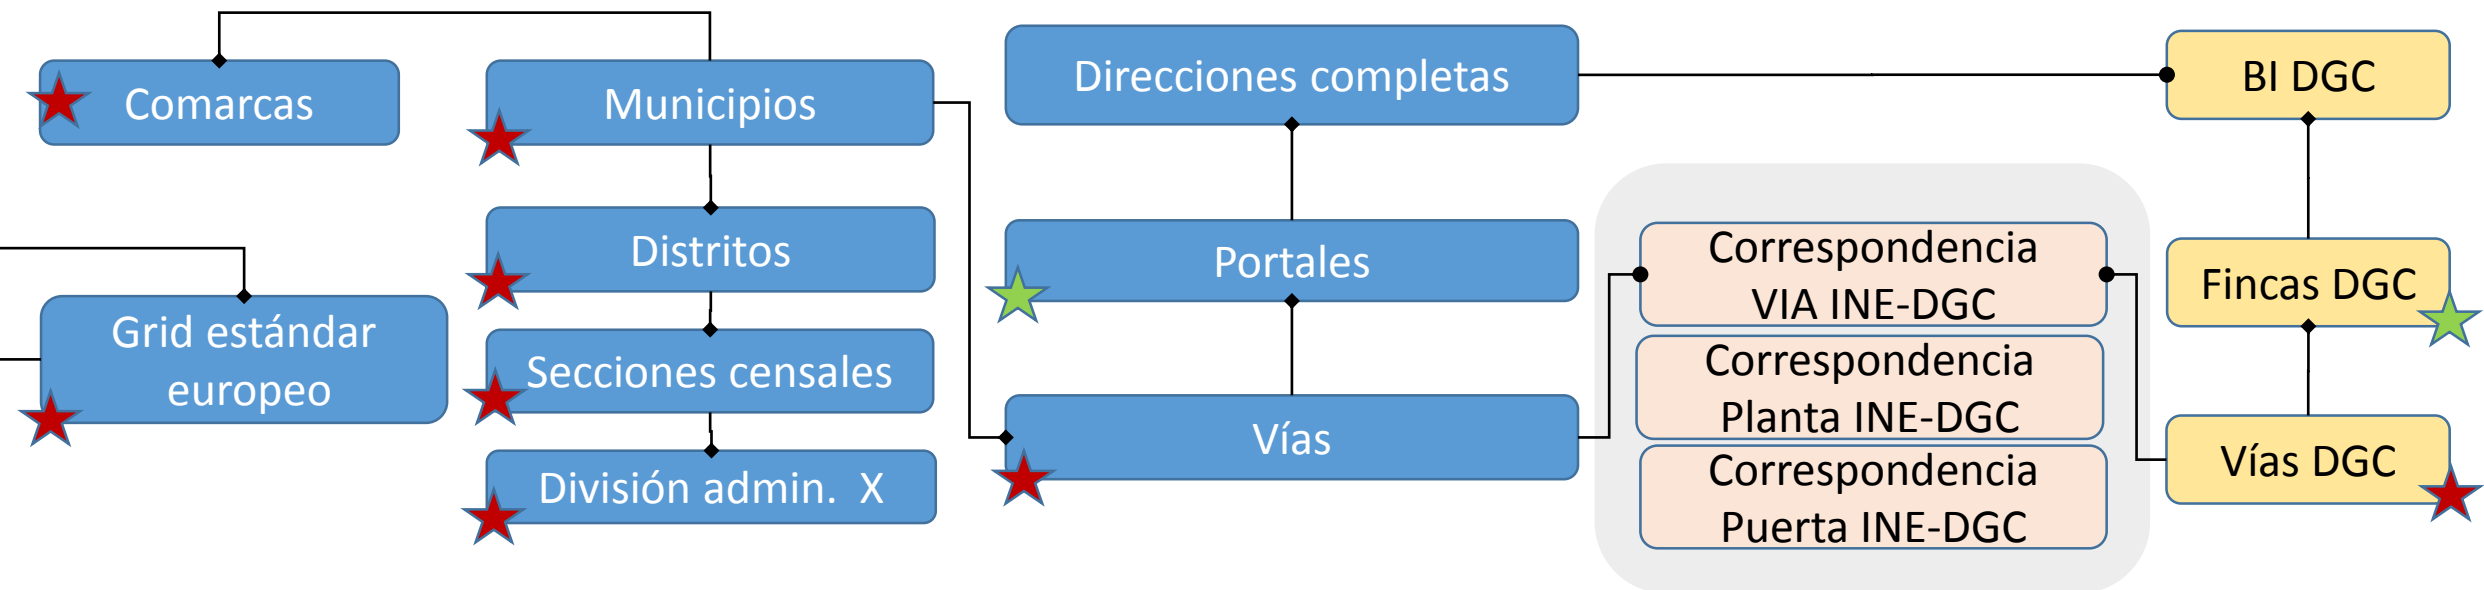 Comarcas
Municipios
Direcciones completas
BI DGC
Distritos
Portales
Correspondencia
VIA INE-DGC
Fincas DGC
Grid estándar
europeo
Secciones censales
Correspondencia
Planta INE-DGC
Vías
Vías DGC
División admin.  X
Correspondencia
Puerta INE-DGC